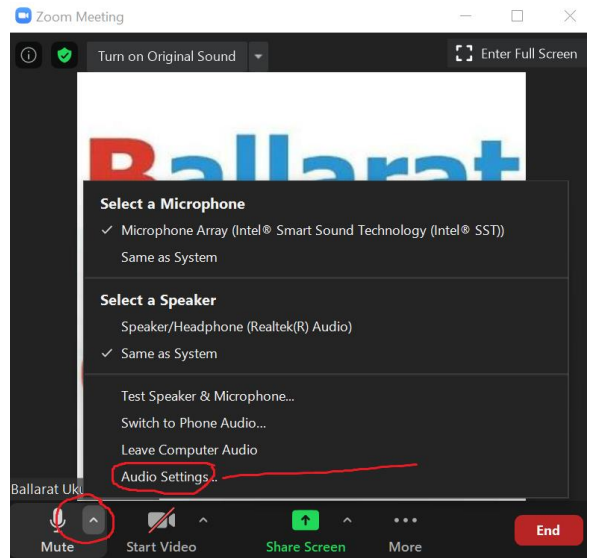 Zoom Meeting
Turn on Original Sound
Enter Full Screen
Ballarat
Select a Microphone
✓ Microphone Array (Intel® Smart Sound Technology (Intel® SST))
Same as System
Select a Speaker
Speaker/Headphone (Realtek(R) Audio)
✓ Same as System
Test Speaker & Microphone...
Switch to Phone Audio...
Leave Computer Audio
Audio Settings...
Ballarat Uk
Mute
Start Video
Share Screen
More
End